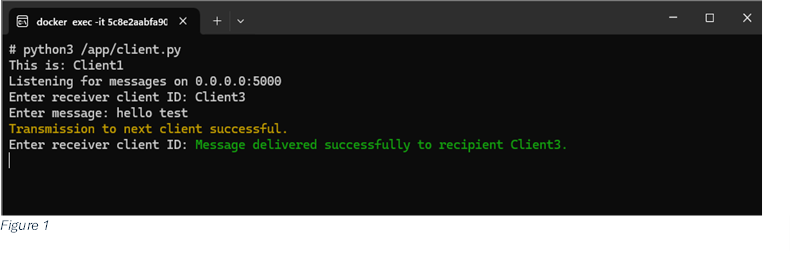 docker exec -it 5c8e2aabfa90
# python3 /app/client.py
This is: Client1
Listening for messages on 0.0.0.0:5000
Enter receiver client ID: Client3
Enter message: hello test
Transmission to next client successful.
Enter receiver client ID: Message delivered successfully to recipient Client3.
Figure 1